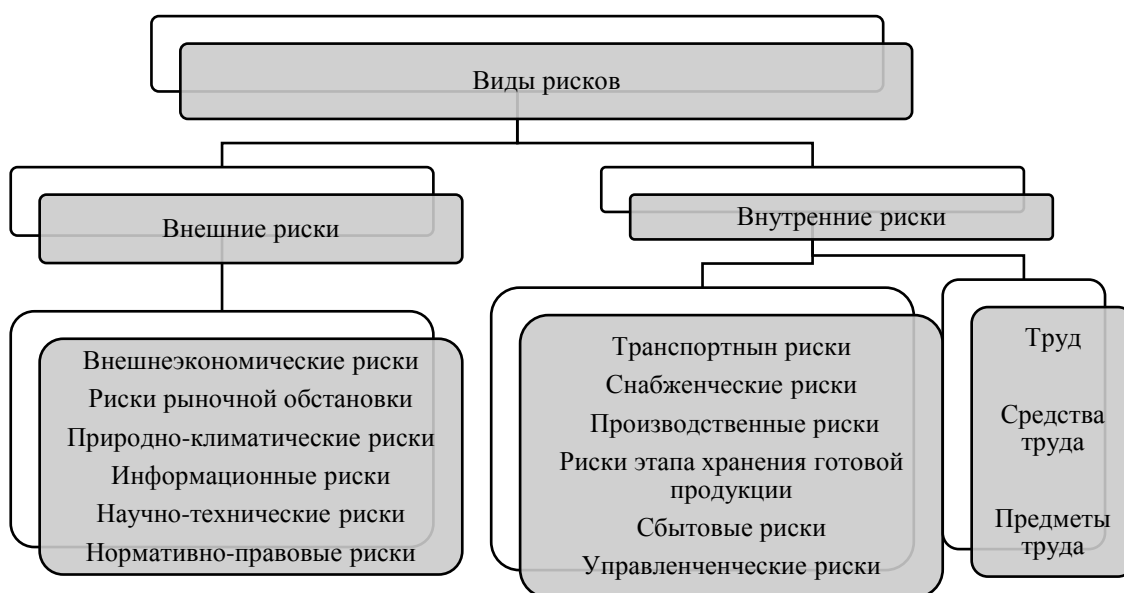 Виды рисков
Внешние риски
Внутренние риски
Внешнеэкономические риски
Риски рыночной обстановки
Природно-климатические риски
Информационные риски
Научно-технические риски
Нормативно-правовые риски
Транспортнын риски
Снабженческие риски
Производственные риски
Риски этапа хранения готовой
продукции
Сбытовые риски
Управленченческие риски
Труд
Средства
труда
Предметы
труда